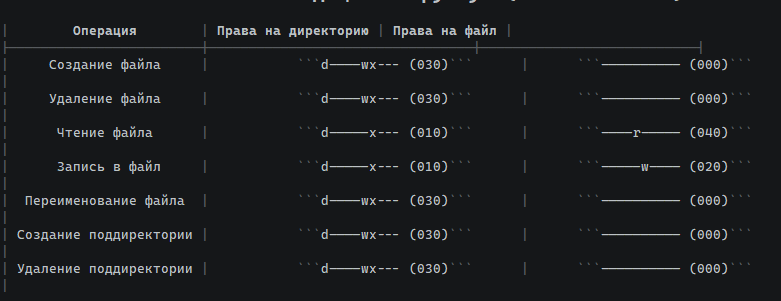 | Операция | Права на директорию | Права на файл |
| Создание файла | ```d----wx--- (030)``` | ```---------- (000)```
| Удаление файла | ```d----wx--- (030)``` | ```---------- (000)```
| Чтение файла | ```d-----x--- (010)``` | ```----r----- (040)```
| Запись в файл | ```d-----x--- (010)``` | ```-----w---- (020)```
| Переименование файла | ```d----wx--- (030)``` | ```---------- (000)```
| Создание поддиректории | ```d----wx--- (030)``` | ```---------- (000)```
| Удаление поддиректории | ```d----wx--- (030)``` | ```---------- (000)```